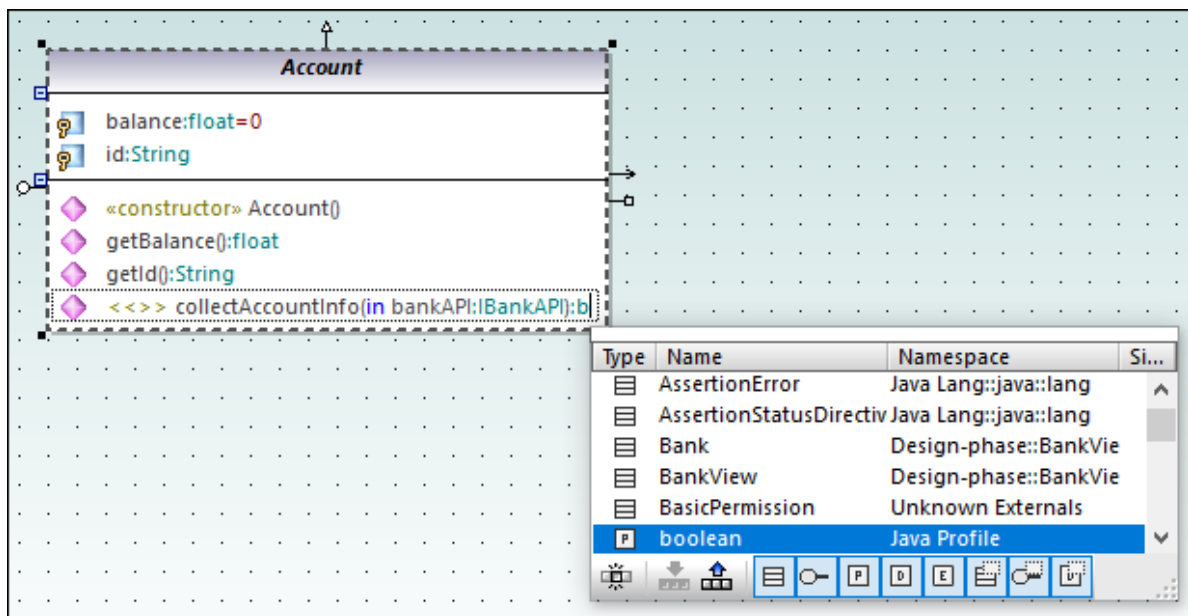 Account
balance:float=0
id:String
«constructor» Account()
getBalance():float
getId():String
<<>> collectAccountInfo(in bankAPI:IBankAPI):b
Type Name Namespace Si...
AssertionError Java Lang::java::lang
AssertionStatusDirectiv Java Lang::java::lang
Bank Design-phase::BankVie
BankView Design-phase::BankVie
BasicPermission Unknown Externals
P boolean Java Profile
P D E